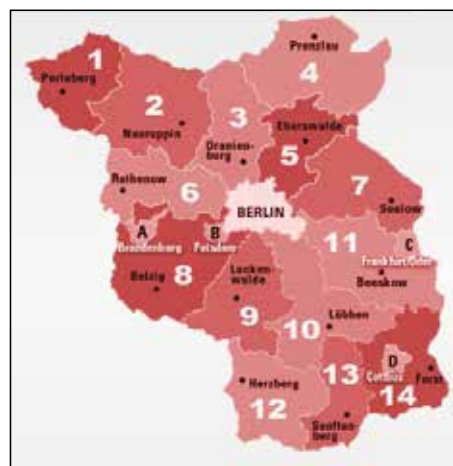 1
Perleberg
2
Neuruppin
3
Oranien-
burg
Prenzlau
4
Eberswalde
5
Rathenow
6
BERLIN
7
Seelow
A
Brandenburg
B
Potsdam
Belzig
8
Lucken-
walde
9
10
11
C
Frankfurt/Oder
Beeskow
Lübben
Herzberg
12
13
Senften-
berg
D
Cottbus
Forst
14